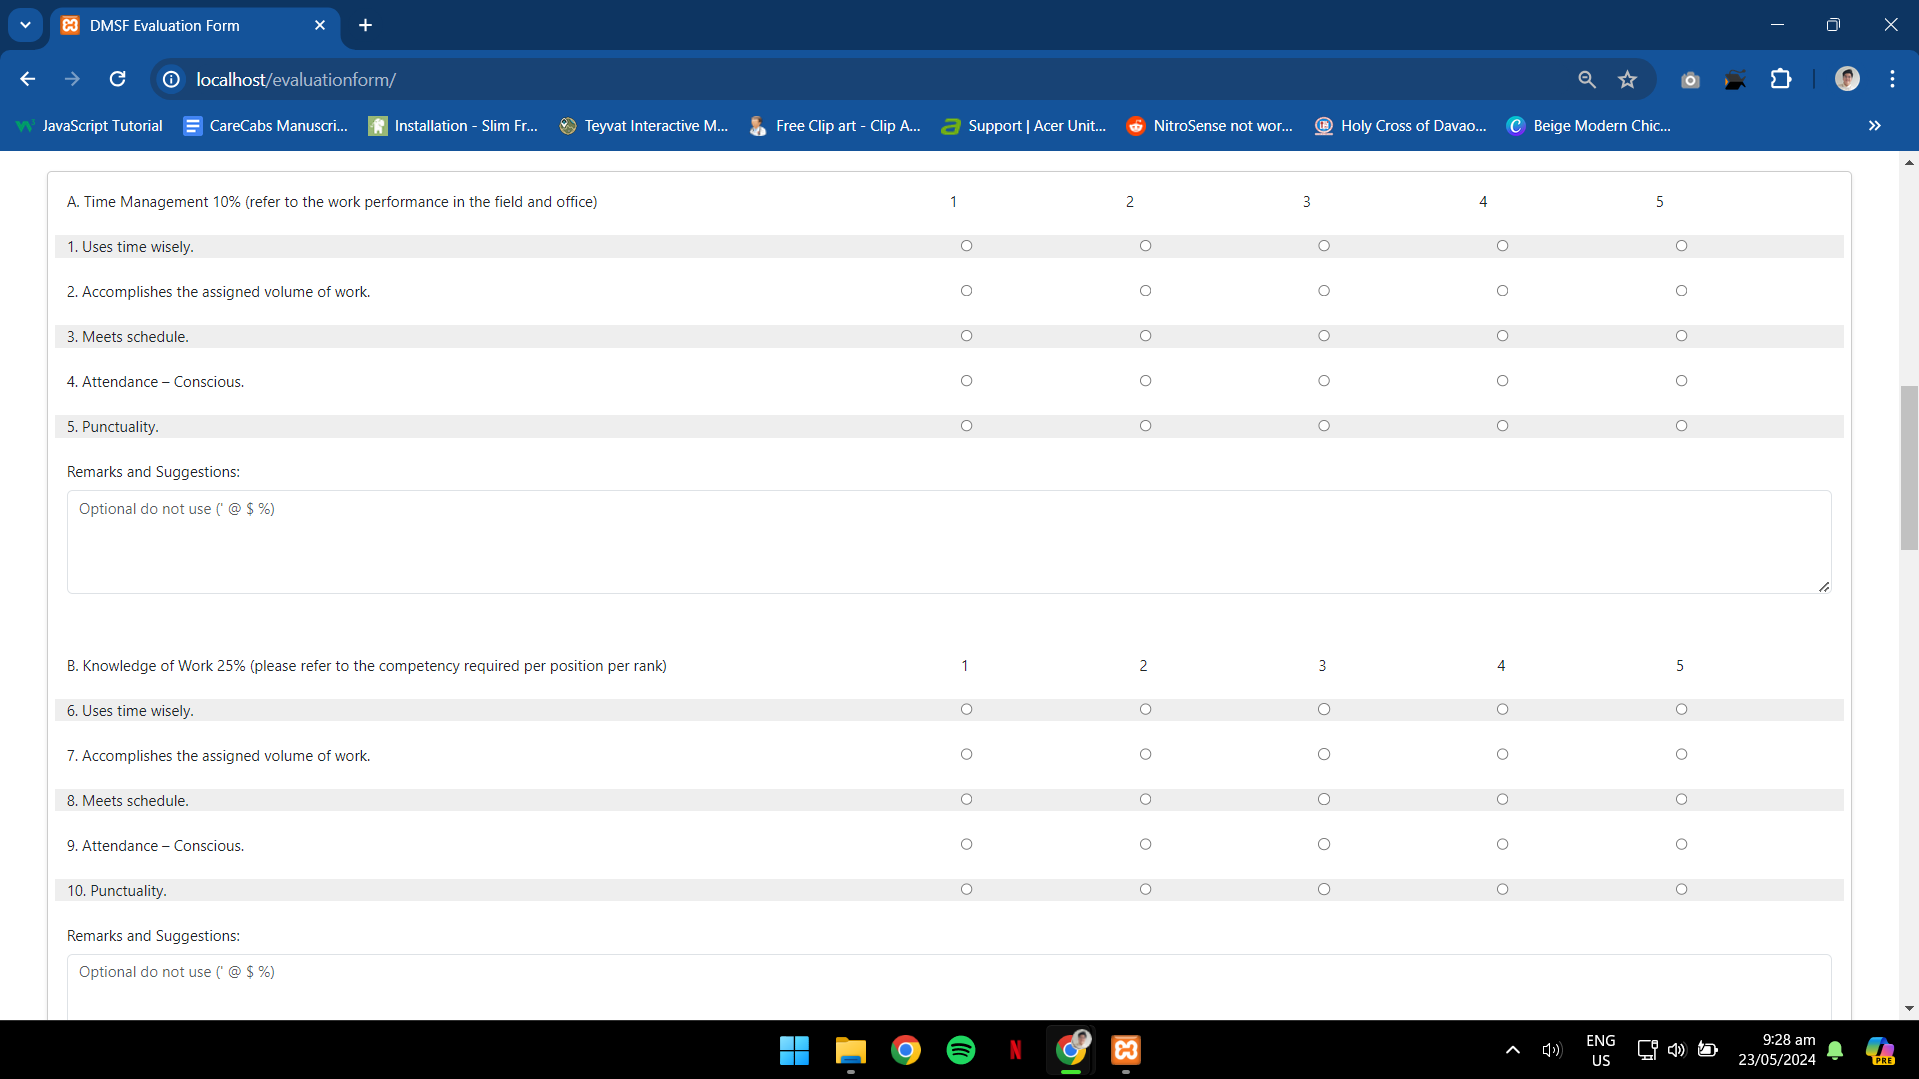 DMSF Evaluation Form
localhost/evaluationform/
JavaScript Tutorial
CareCabs Manuscri...
Installation - Slim Fr...
Teyvat Interactive M...
Free Clip art - Clip A...
Support | Acer Unit...
NitroSense not wor...
Holy Cross of Davao...
Beige Modern Chic...
A. Time Management 10% (refer to the work performance in the field and office) 1 2 3 4 5
1. Uses time wisely.
2. Accomplishes the assigned volume of work.
3. Meets schedule.
4. Attendance – Conscious.
5. Punctuality.
Remarks and Suggestions:
Optional do not use (' @ $ %)
B. Knowledge of Work 25% (please refer to the competency required per position per rank) 1 2 3 4 5
6. Uses time wisely.
7. Accomplishes the assigned volume of work.
8. Meets schedule.
9. Attendance – Conscious.
10. Punctuality.
Remarks and Suggestions:
Optional do not use (' @ $ %)
ENG
US
9:28 am
23/05/2024
PRE